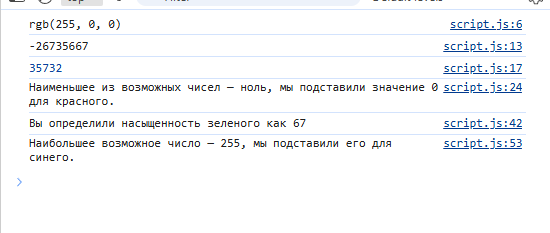 rgb(255, 0, 0) script.js:6
-26735667 script.js:13
35732 script.js:17
Наименьшее из возможных чисел — ноль, мы подставили значение 0 script.js:24
для красного.
Вы определили насыщенность зеленого как 67 script.js:42
Наибольшее возможное число — 255, мы подставили его для script.js:53
синего.